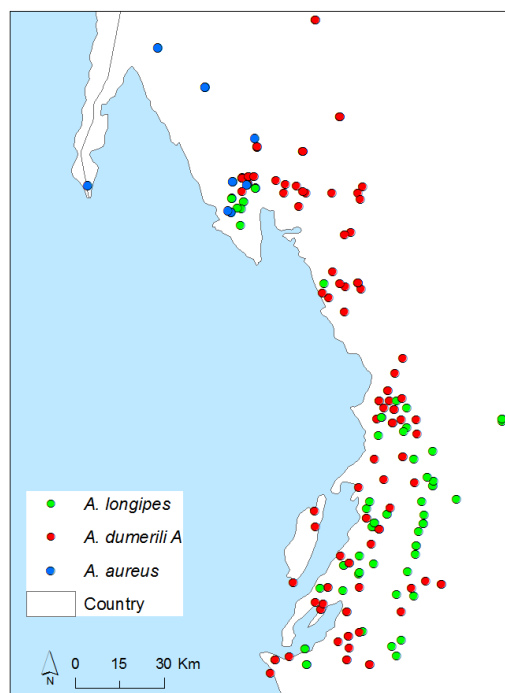 A. longipes
A. dumerili A
A. aureus
Country
N
0 15 30 Km